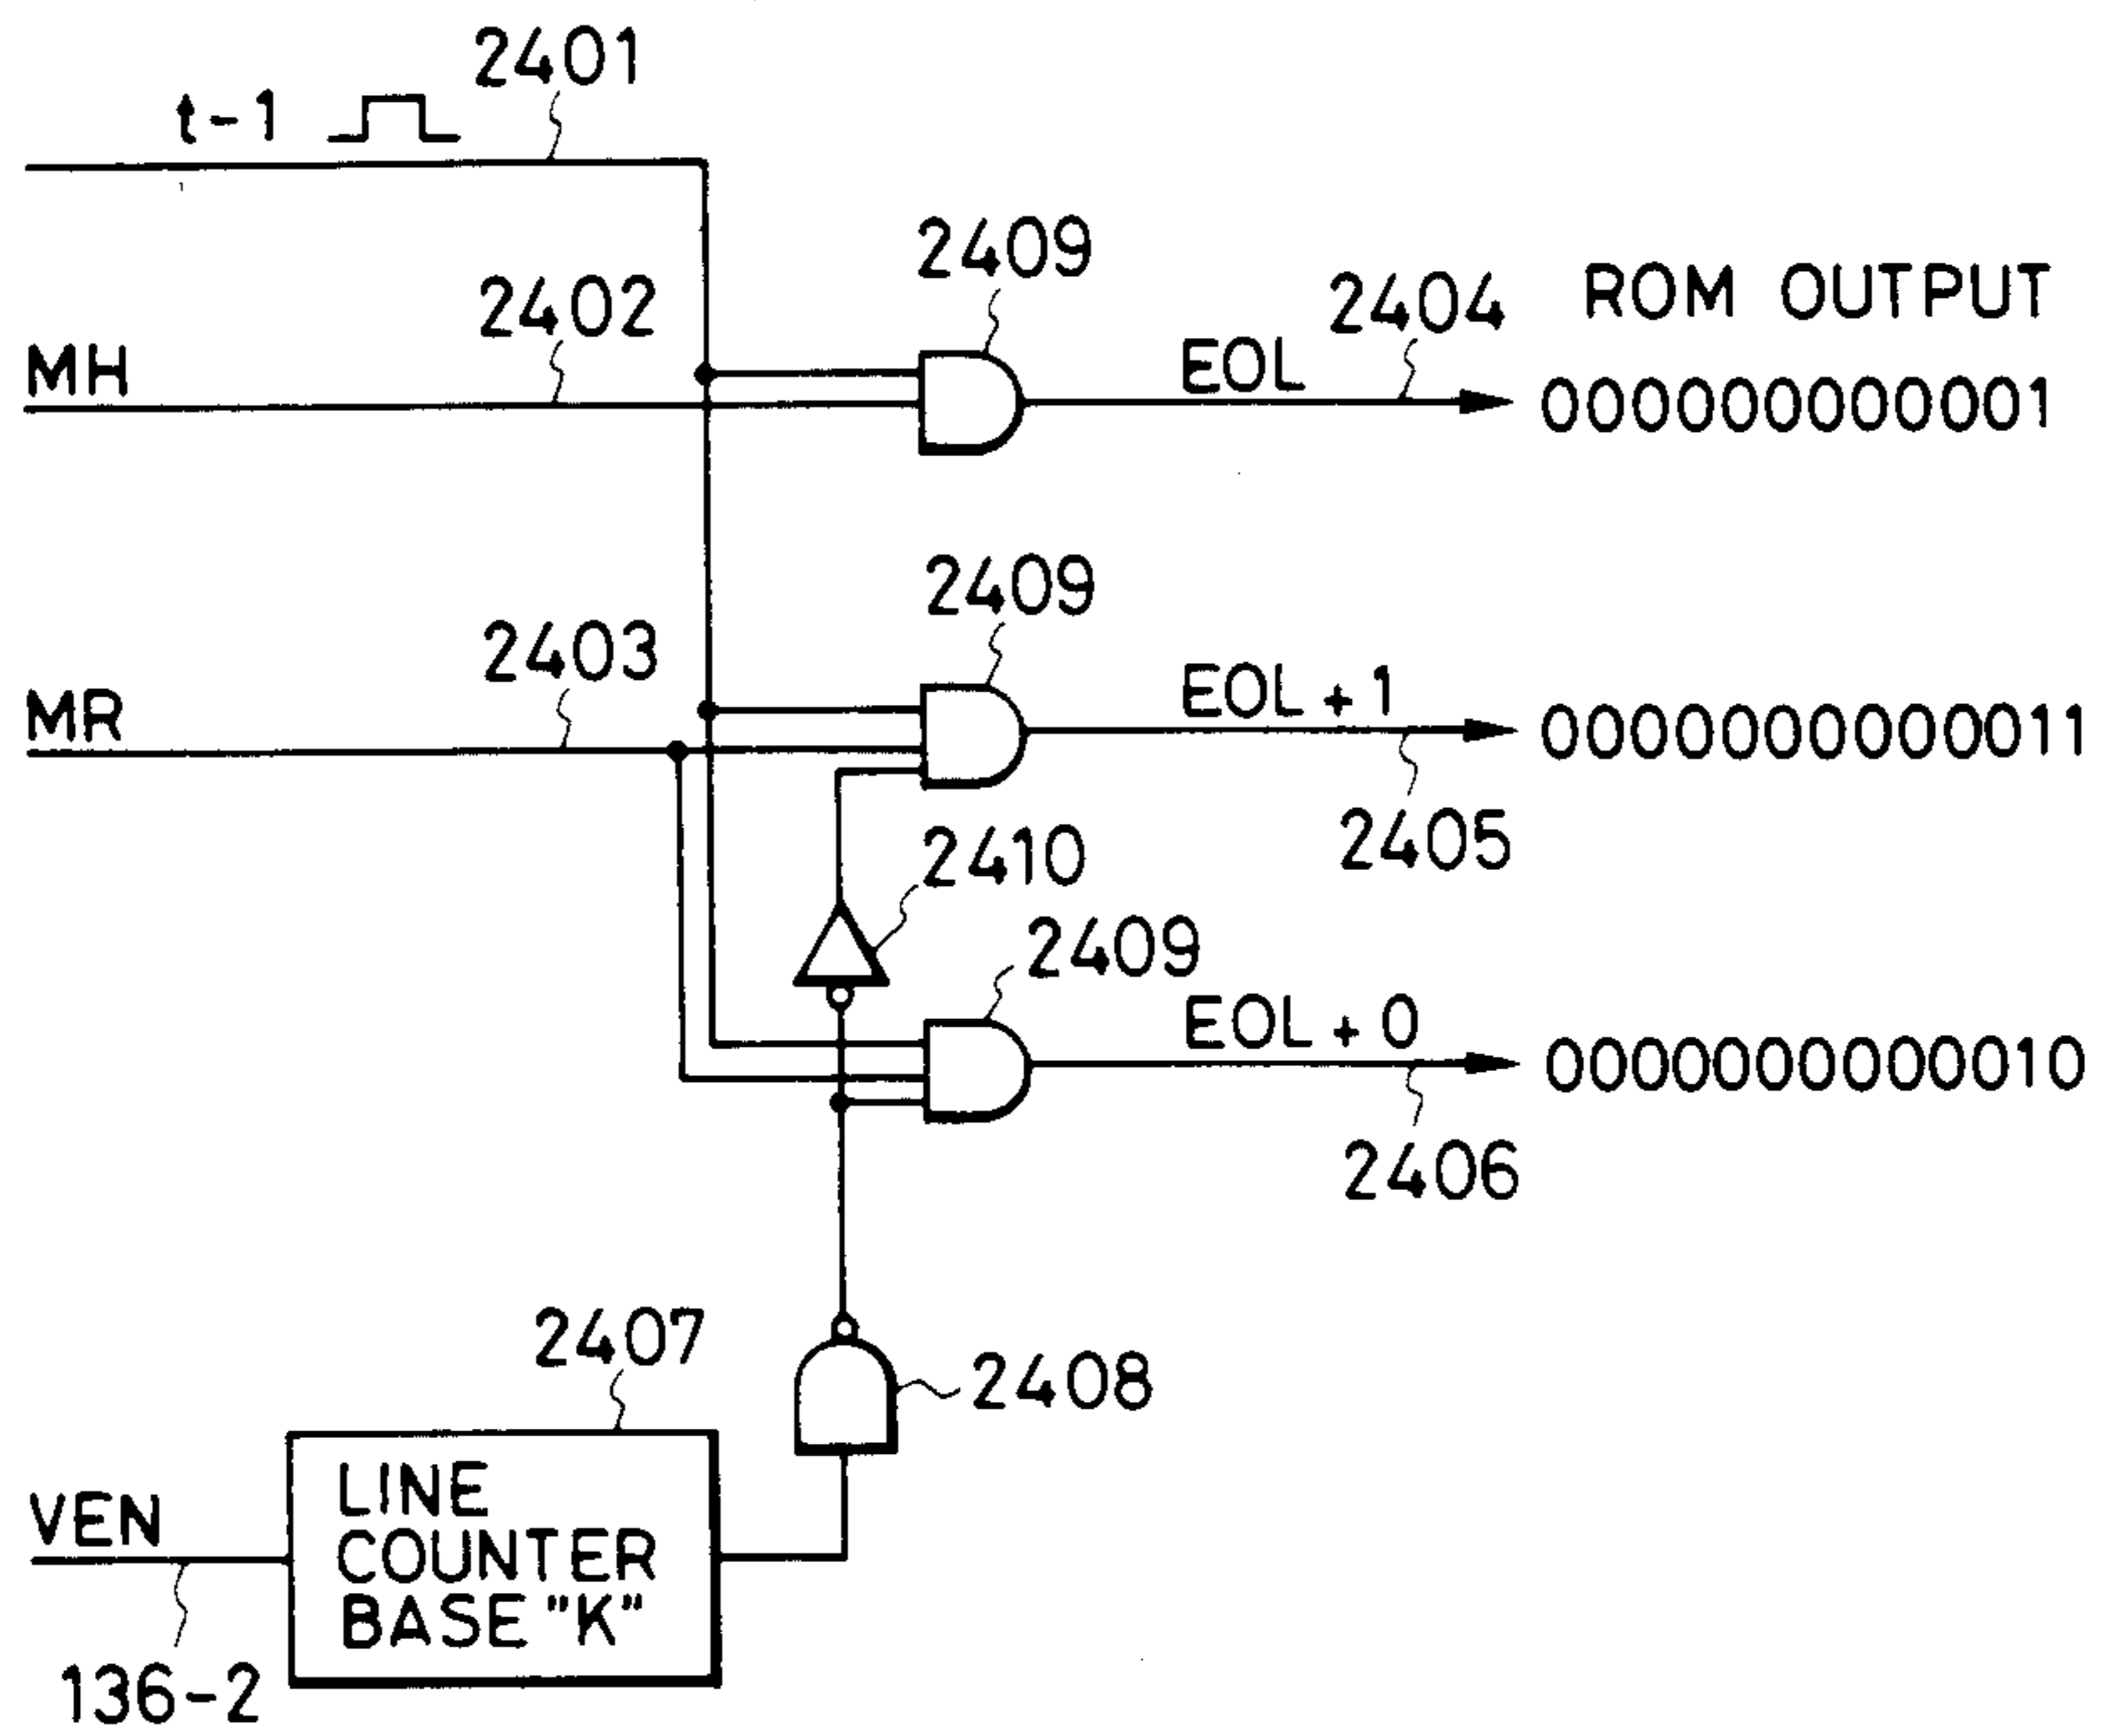 2401
t-1
2409
ROM OUTPUT
2402
2404
MH
EOL
000000000001
2409
2403
EOL + 1
MR
0000000000011
2405
2410
2409
EOL + 0
0000000000010
2406
2407
2408
LINE
VEN
COUNTER
BASE "K"
136-2